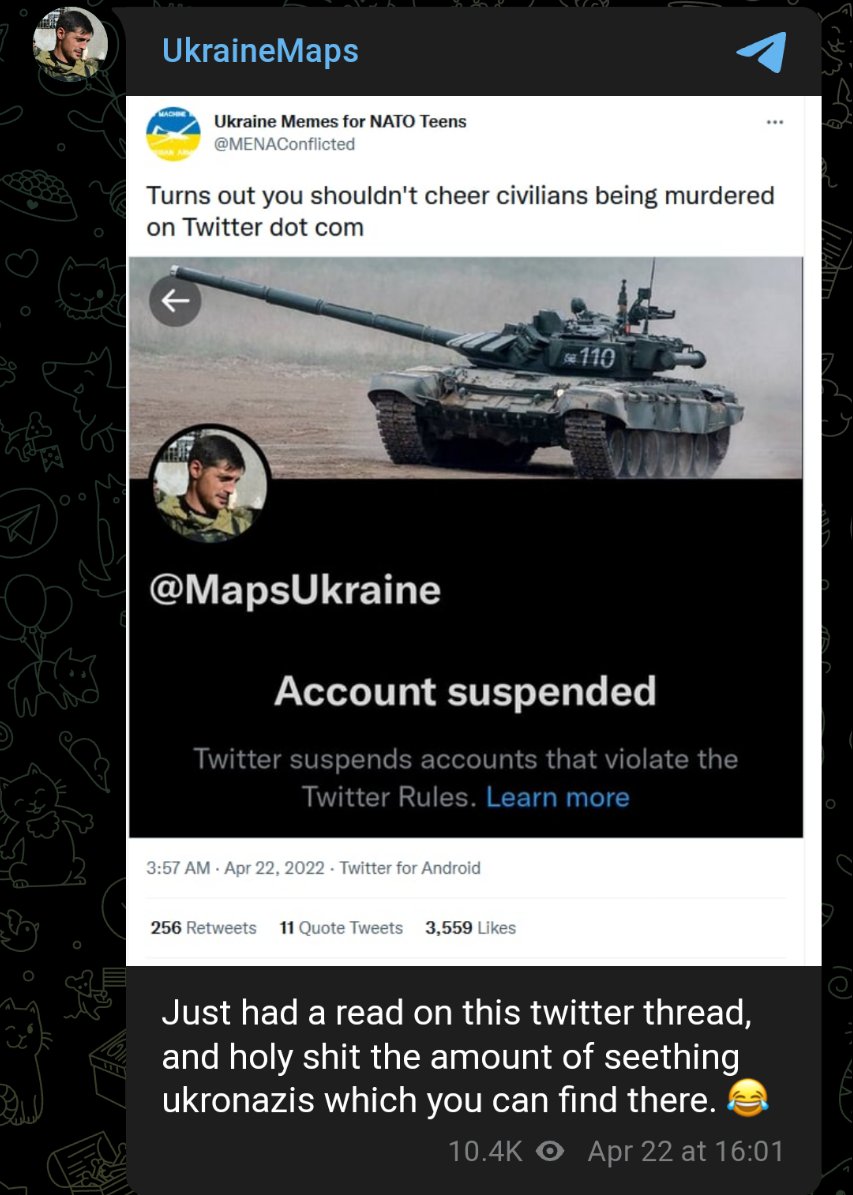 UkraineMaps
Ukraine Memes for NATO Teens
@MENAConflicted
Turns out you shouldn't cheer civilians being murdered
on Twitter dot com
110
@MapsUkraine
Account suspended
Twitter suspends accounts that violate the
Twitter Rules. Learn more
3:57 AM · Apr 22, 2022 · Twitter for Android
256 Retweets 11 Quote Tweets 3,559 Likes
Just had a read on this twitter thread,
and holy shit the amount of seething
ukronazis which you can find there. 😂
10.4K Apr 22 at 16:01